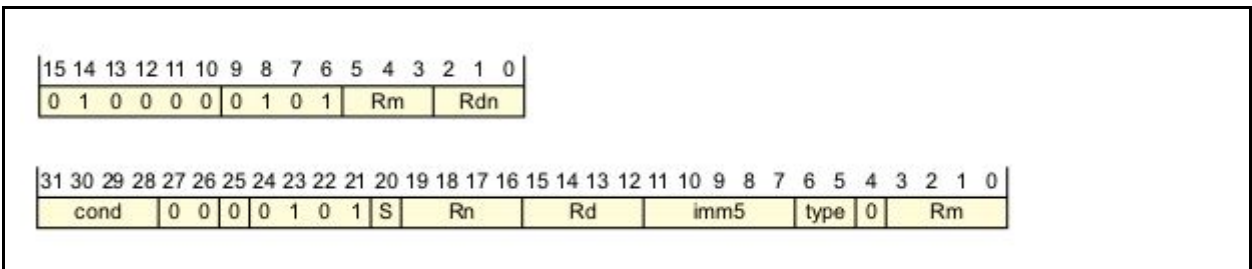 15 14 13 12 11 10 9 8 7 6 5 4 3 2 1 0
0 1 0 0 0 0 0 1 0 1 Rm Rdn
31 30 29 28 27 26 25 24 23 22 21 20 19 18 17 16 15 14 13 12 11 10 9 8 7 6 5 4 3 2 1 0
cond 0 0 0 0 1 0 1 S Rn Rd imm5 type 0 Rm